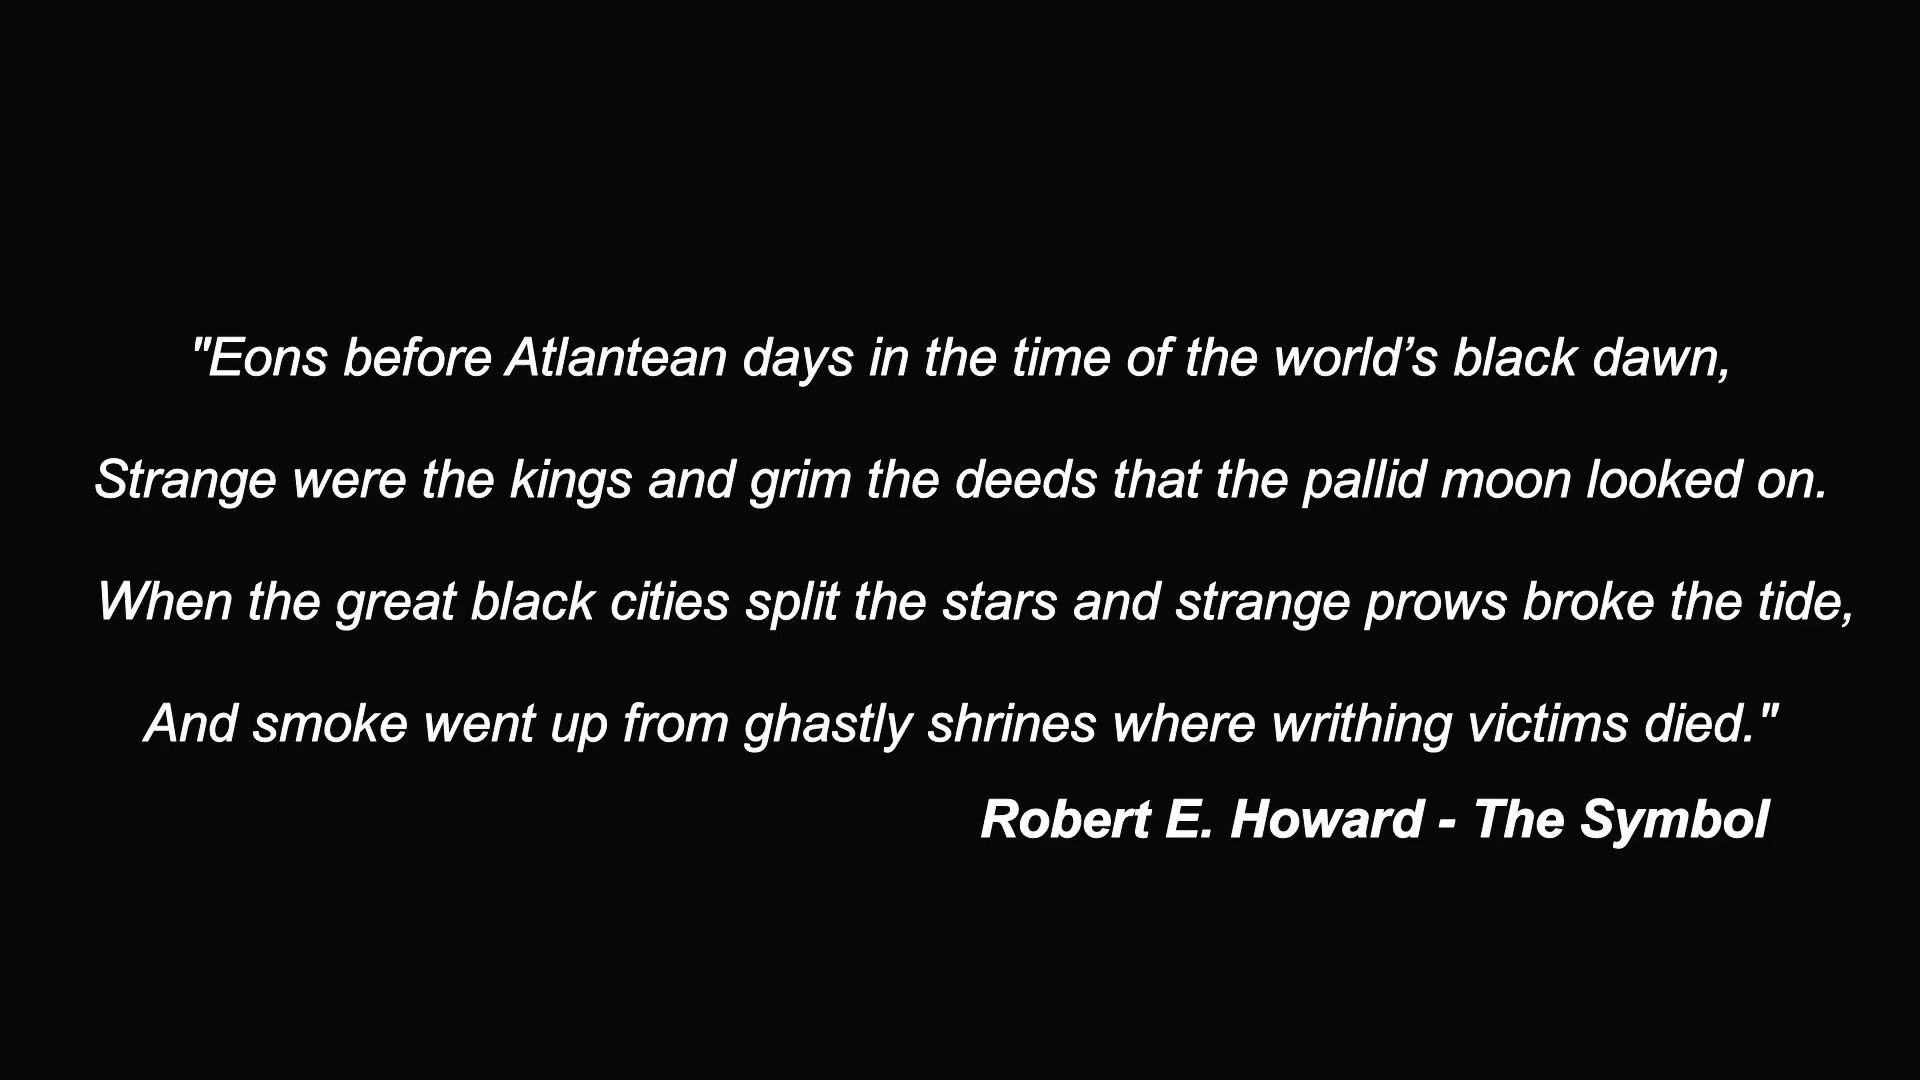 "Eons before Atlantean days in the time of the world’s black dawn,
Strange were the kings and grim the deeds that the pallid moon looked on.
When the great black cities split the stars and strange prows broke the tide,
And smoke went up from ghastly shrines where writhing victims died."
Robert E. Howard - The Symbol